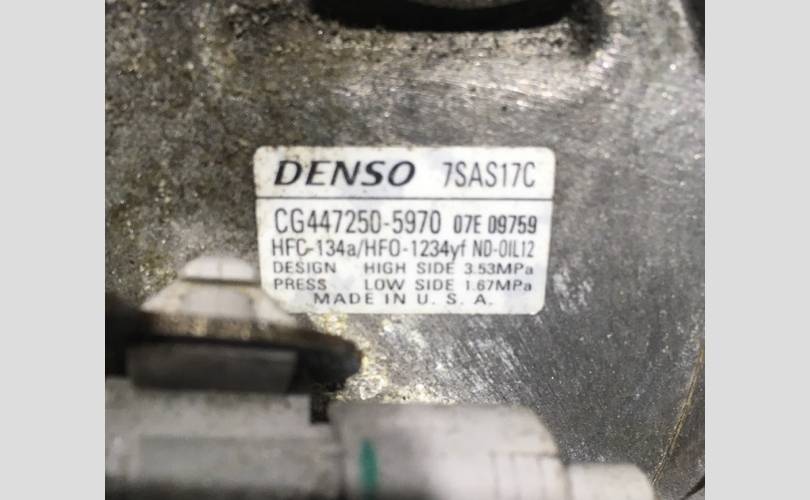 DENSO 7SAS17C
CG447250-5970 07E 09759
HFC-134a/HFO-1234yf ND-OIL12
DESIGN HIGH SIDE 3.53MPa
PRESS LOW SIDE 1.67MPa
MADE IN U. S. A.